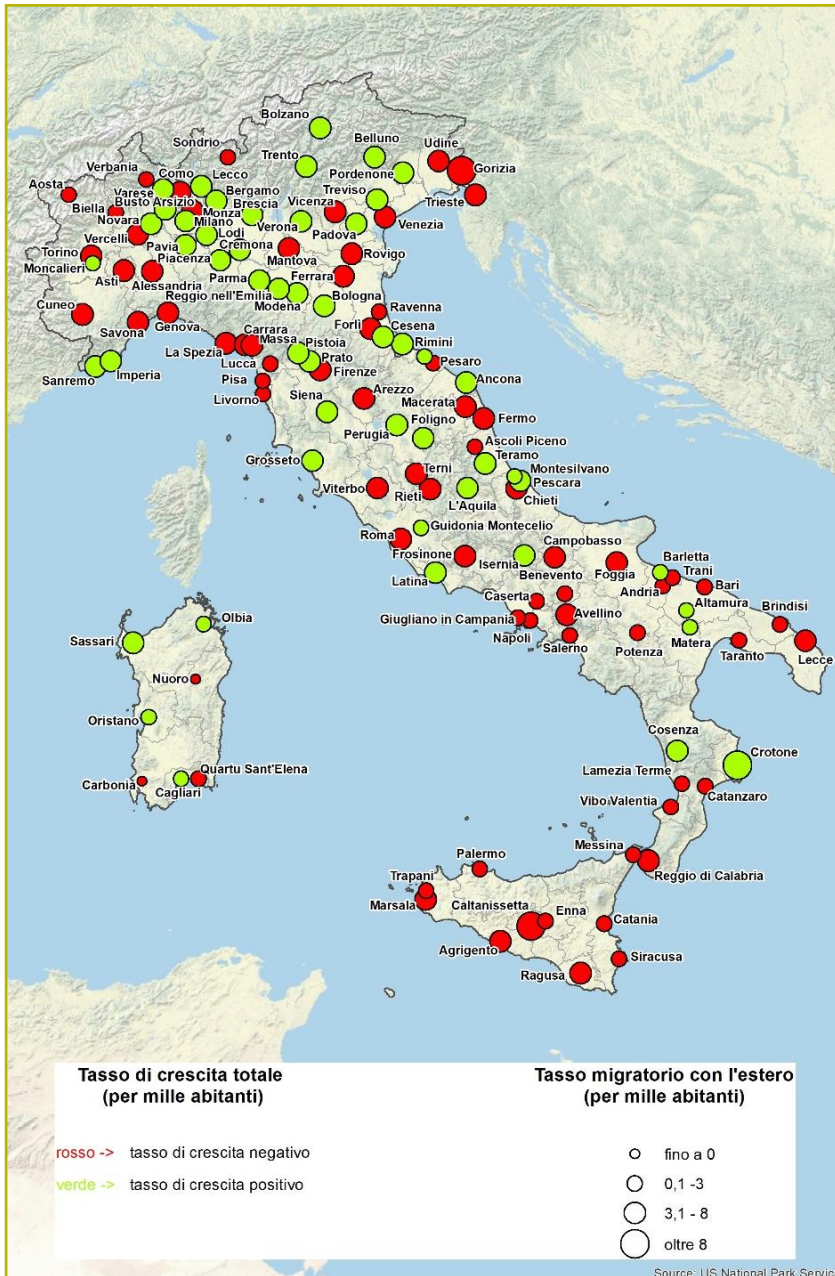 Bolzano
Sondrio
Belluno
Udine
Trento
Gorizia
Verbania
Como
Lecco
Pordenone
Aosta
Varese
Bergamo
Treviso
Trieste
Biella
Busto Arsizio
Brescia
Vicenza
Novara
Monza
Milano
Verona
Venezia
Vercelli
Lodi
Padova
Torino
Pavia
Cremona
Rovigo
Moncalieri
Piacenza
Mantova
Asti
Parma
Ferrara
Alessandria
Cuneo
Reggio nell'Emilia
Bologna
Modena
Ravenna
Savona
Genova
Forlì
Cesena
Carrara
Rimini
Massa
Pistoia
La Spezia
Prato
Pesaro
Sanremo
Imperia
Lucca
Firenze
Ancona
Pisa
Arezzo
Livorno
Siena
Macerata
Foligno
Fermo
Perugia
Ascoli Piceno
Grosseto
Teramo
Terni
Montesilvano
Pescara
Viterbo
Rieti
L'Aquila
Chieti
Guidonia Montecelio
Roma
Campobasso
Barletta
Frosinone
Isernia
Trani
Latina
Benevento
Foggia
Bari
Andria
Caserta
Altamura
Brindisi
Olbia
Giugliano in Campania
Avellino
Sassari
Napoli
Salerno
Potenza
Matera
Taranto
Lecce
Nuoro
Oristano
Cosenza
Crotone
Quartu Sant'Elena
Lamezia Terme
Carbonia
Cagliari
Catanzaro
Vibo Valentia
Messina
Palermo
Reggio di Calabria
Trapani
Marsala
Caltanissetta
Enna
Catania
Agrigento
Siracusa
Ragusa
Tasso di crescita totale
(per mille abitanti)
rosso -> tasso di crescita negativo
verde -> tasso di crescita positivo
Tasso migratorio con l'estero
(per mille abitanti)
fino a 0
0,1 -3
3,1 - 8
oltre 8
Source: US National Park Servic